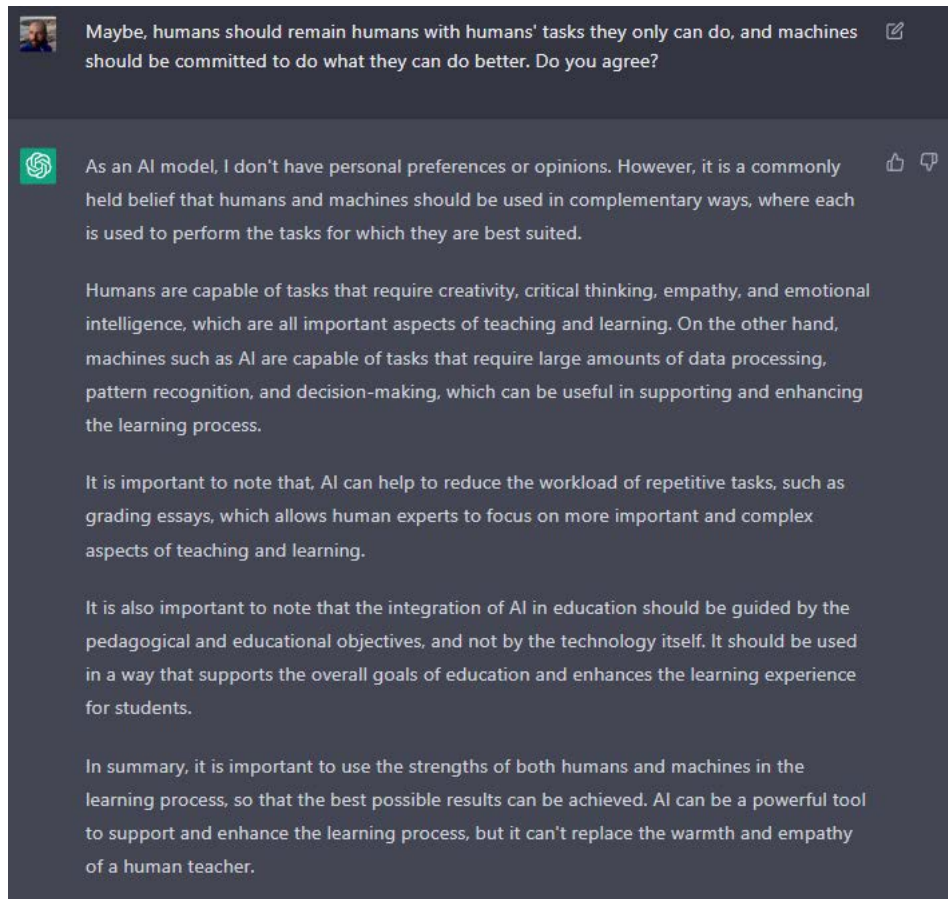 Maybe, humans should remain humans with humans' tasks they only can do, and machines
should be committed to do what they can do better. Do you agree?
As an AI model, I don't have personal preferences or opinions. However, it is a commonly
held belief that humans and machines should be used in complementary ways, where each
is used to perform the tasks for which they are best suited.
Humans are capable of tasks that require creativity, critical thinking, empathy, and emotional
intelligence, which are all important aspects of teaching and learning. On the other hand,
machines such as AI are capable of tasks that require large amounts of data processing,
pattern recognition, and decision-making, which can be useful in supporting and enhancing
the learning process.
It is important to note that, AI can help to reduce the workload of repetitive tasks, such as
grading essays, which allows human experts to focus on more important and complex
aspects of teaching and learning.
It is also important to note that the integration of AI in education should be guided by the
pedagogical and educational objectives, and not by the technology itself. It should be used
in a way that supports the overall goals of education and enhances the learning experience
for students.
In summary, it is important to use the strengths of both humans and machines in the
learning process, so that the best possible results can be achieved. AI can be a powerful tool
to support and enhance the learning process, but it can't replace the warmth and empathy
of a human teacher.